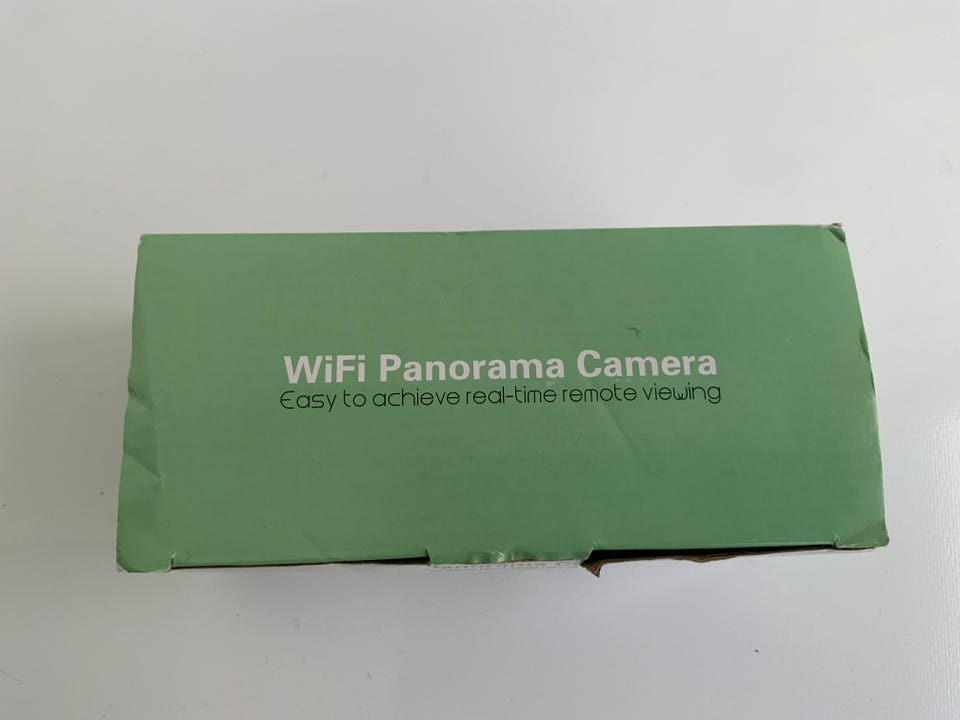 WiFi Panorama Camera
Easy to achieve real-time remote viewing